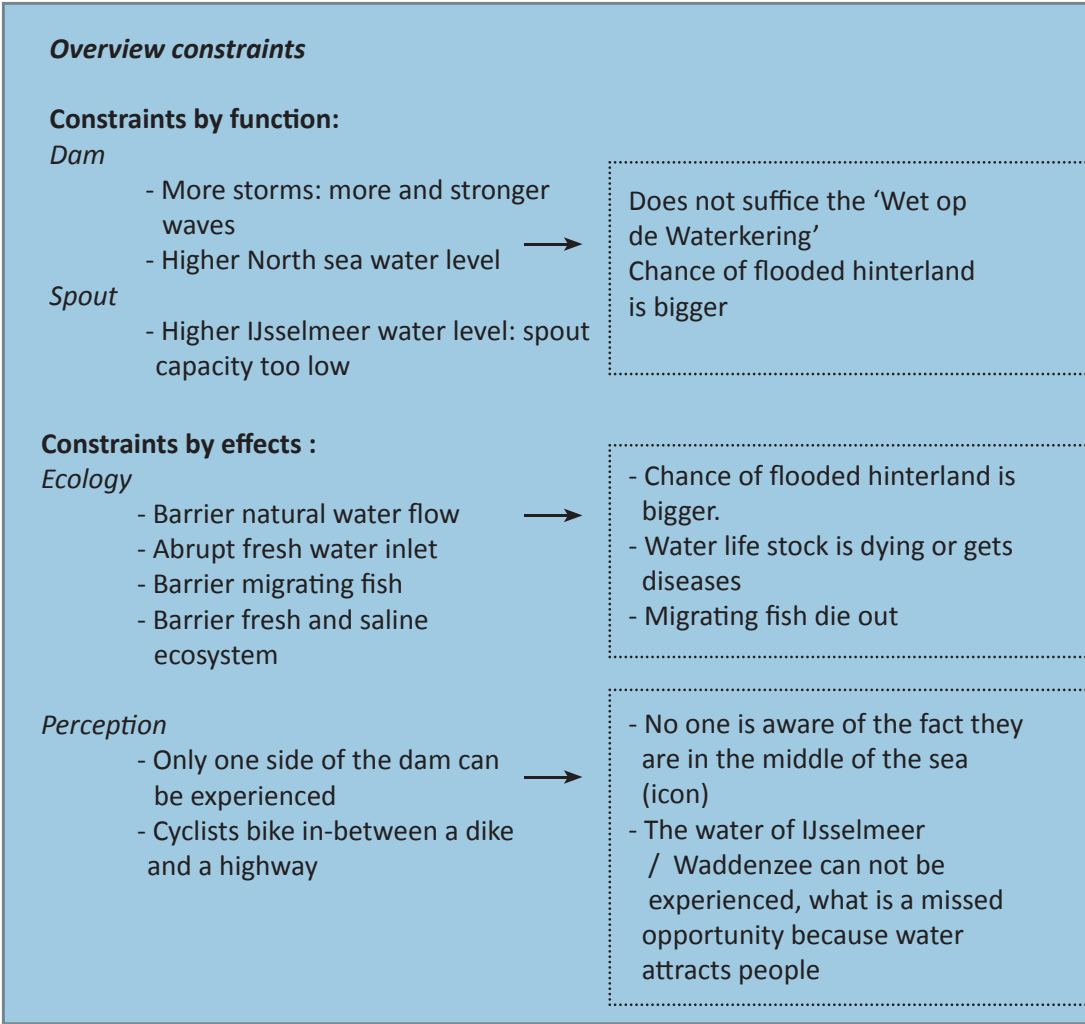 Overview constraints
Constraints by function:
Dam
- More storms: more and stronger
waves
- Higher North sea water level
Spout
- Higher IJsselmeer water level: spout
capacity too low
Does not suffice the ‘Wet op
de Waterkering’
Chance of flooded hinterland
is bigger
Constraints by effects :
Ecology
- Barrier natural water flow
- Abrupt fresh water inlet
- Barrier migrating fish
- Barrier fresh and saline
ecosystem
- Chance of flooded hinterland is
bigger.
- Water life stock is dying or gets
diseases
- Migrating fish die out
Perception
- Only one side of the dam can
be experienced
- Cyclists bike in-between a dike
and a highway
- No one is aware of the fact they
are in the middle of the sea
(icon)
- The water of IJsselmeer
/ Waddenzee can not be
experienced, what is a missed
opportunity because water
attracts people